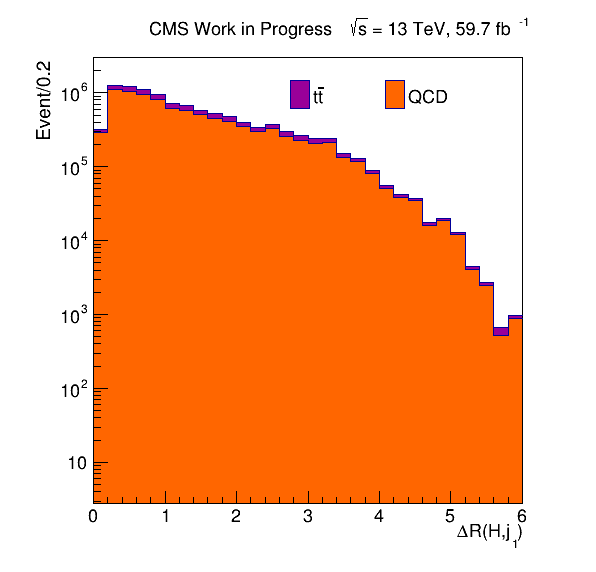 CMS Work in Progress √s = 13 TeV, 59.7 fb⁻¹
Event/0.2
tt̄ QCD
10⁶
10⁵
10⁴
10³
10²
10
0 1 2 3 4 5 6
ΔR(H,j₁)